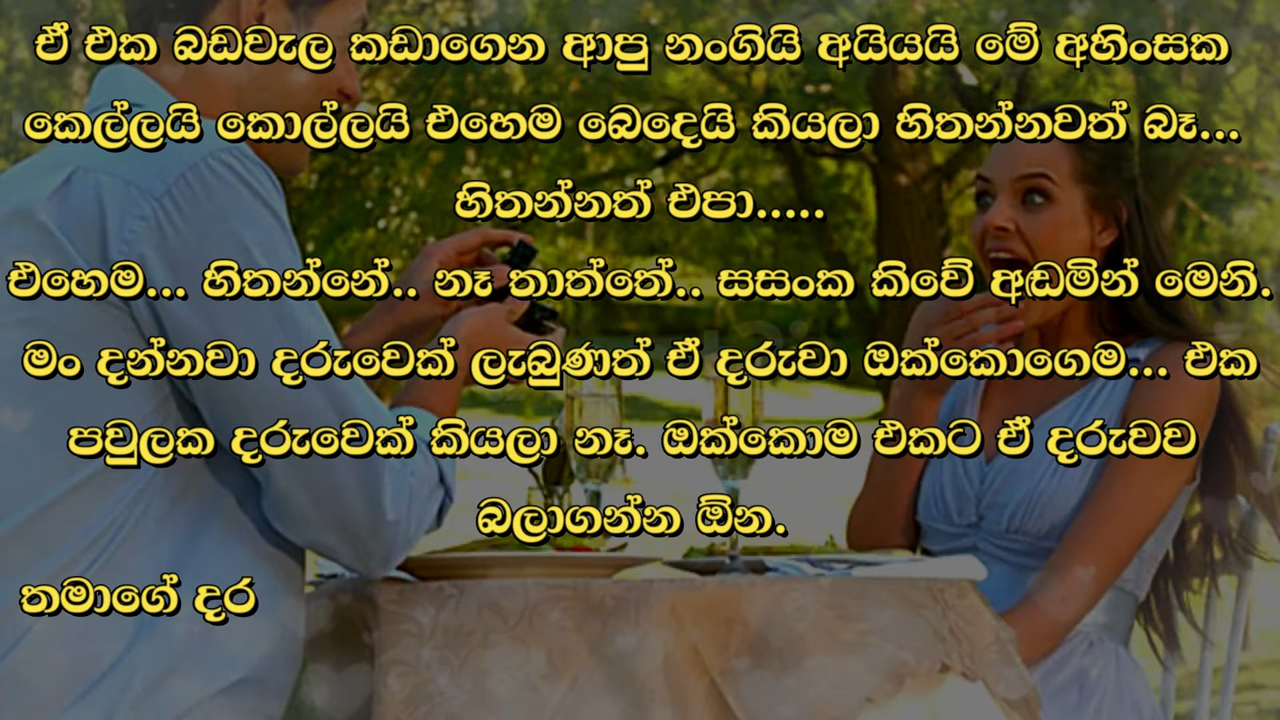 ඒ එක බඩවැල කඩාගෙන ආපු නංගියි අයියයි මේ අහිංසක
කෙල්ලයි කොල්ලයි එහෙම බෙදෙයි කියලා හිතන්නවත් බෑ...
හිතන්නත් එපා.....
එහෙම... හිතන්නේ.. නෑ තාත්තේ.. සසංක කිවේ අඬමින් මෙනි.
මං දන්නවා දරුවෙක් ලැබුණත් ඒ දරුවා ඔක්කොගෙම... එක
පවුලක දරුවෙක් කියලා නෑ. ඔක්කොම එකට ඒ දරුවව
බලාගන්න ඕන.
තමාගේ දර